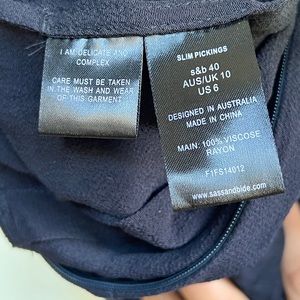 I AM DELICATE AND
COMPLEX
CARE MUST BE TAKEN
IN THE WASH AND WEAR
OF THIS GARMENT
SLIM PICKINGS
s&b 40
AUS/UK 10
US 6
DESIGNED IN AUSTRALIA
MADE IN CHINA
MAIN: 100% VISCOSE
RAYON
F1FS14012
www.sassandbide.com